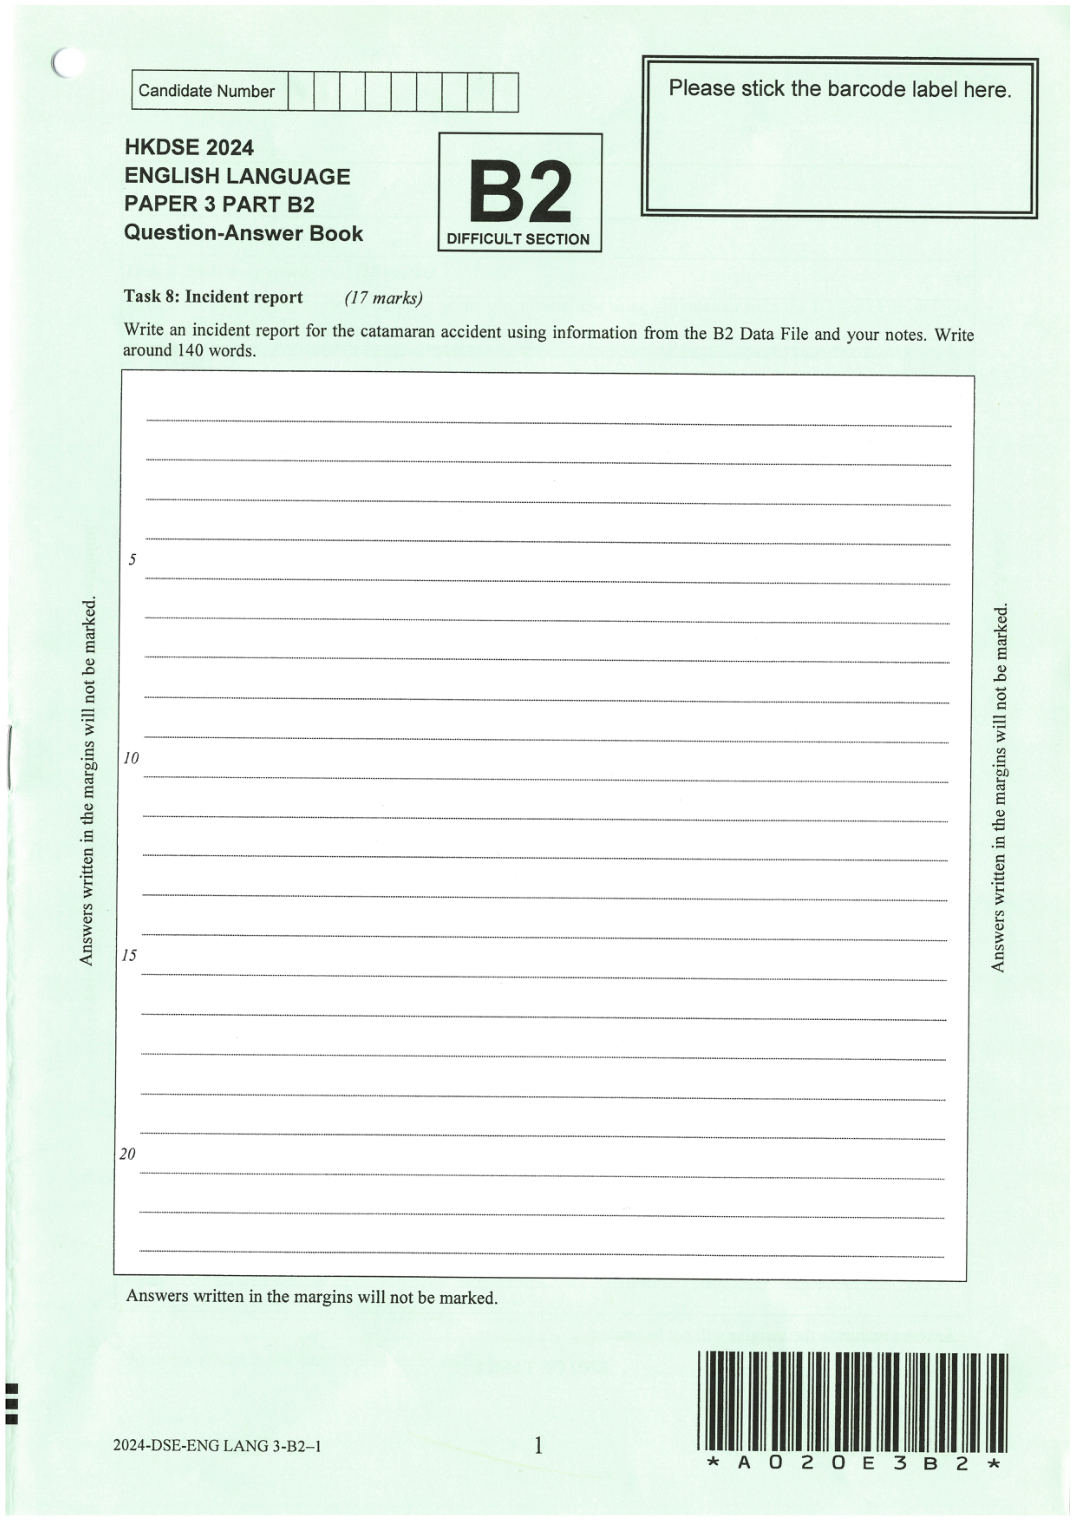 Candidate Number
Please stick the barcode label here.
HKDSE 2024
ENGLISH LANGUAGE
PAPER 3 PART B2
Question-Answer Book
B2
DIFFICULT SECTION
Task 8: Incident report (17 marks)
Write an incident report for the catamaran accident using information from the B2 Data File and your notes. Write
around 140 words.
5
10
15
20
Answers written in the margins will not be marked.
Answers written in the margins will not be marked.
Answers written in the margins will not be marked.
2024-DSE-ENG LANG 3-B2–1
1
* A 0 2 0 E 3 B 2 *